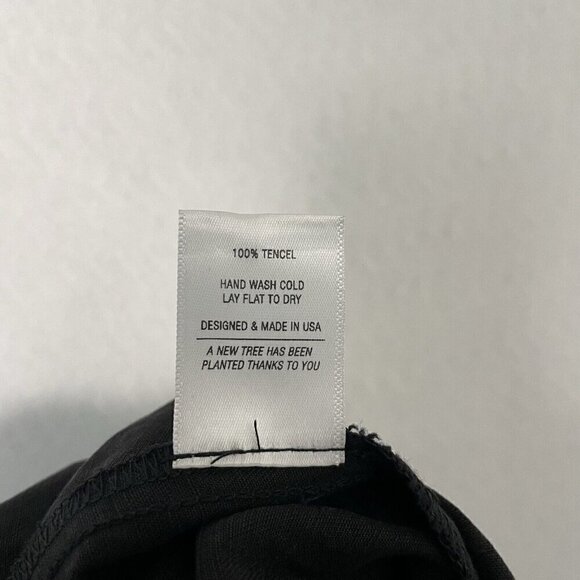 100% TENCEL
HAND WASH COLD
LAY FLAT TO DRY
DESIGNED & MADE IN USA
A NEW TREE HAS BEEN
PLANTED THANKS TO YOU